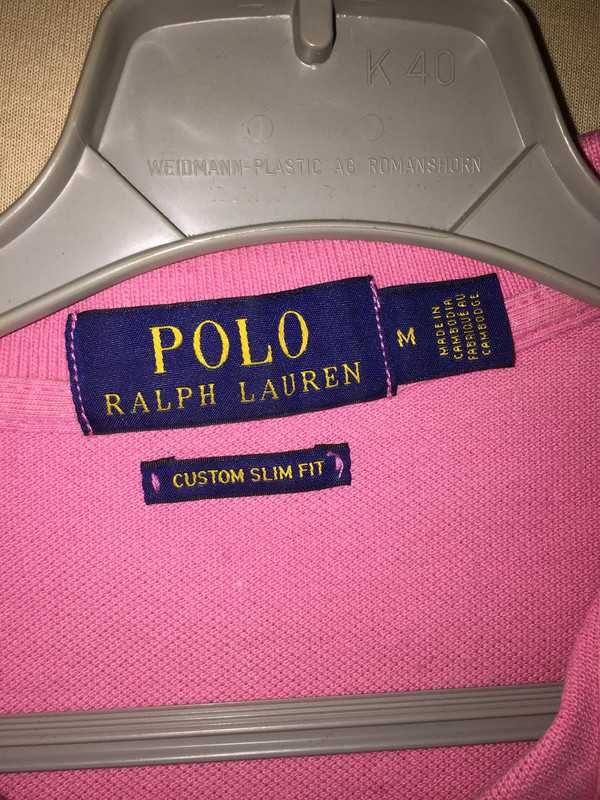 K 40
WEIDMANN-PLASTIC AG ROMANSHORN
POLO
RALPH LAUREN
M
MADE IN
CAMBODIA
FABRIQUÉ AU
CAMBODGE
CUSTOM SLIM FIT